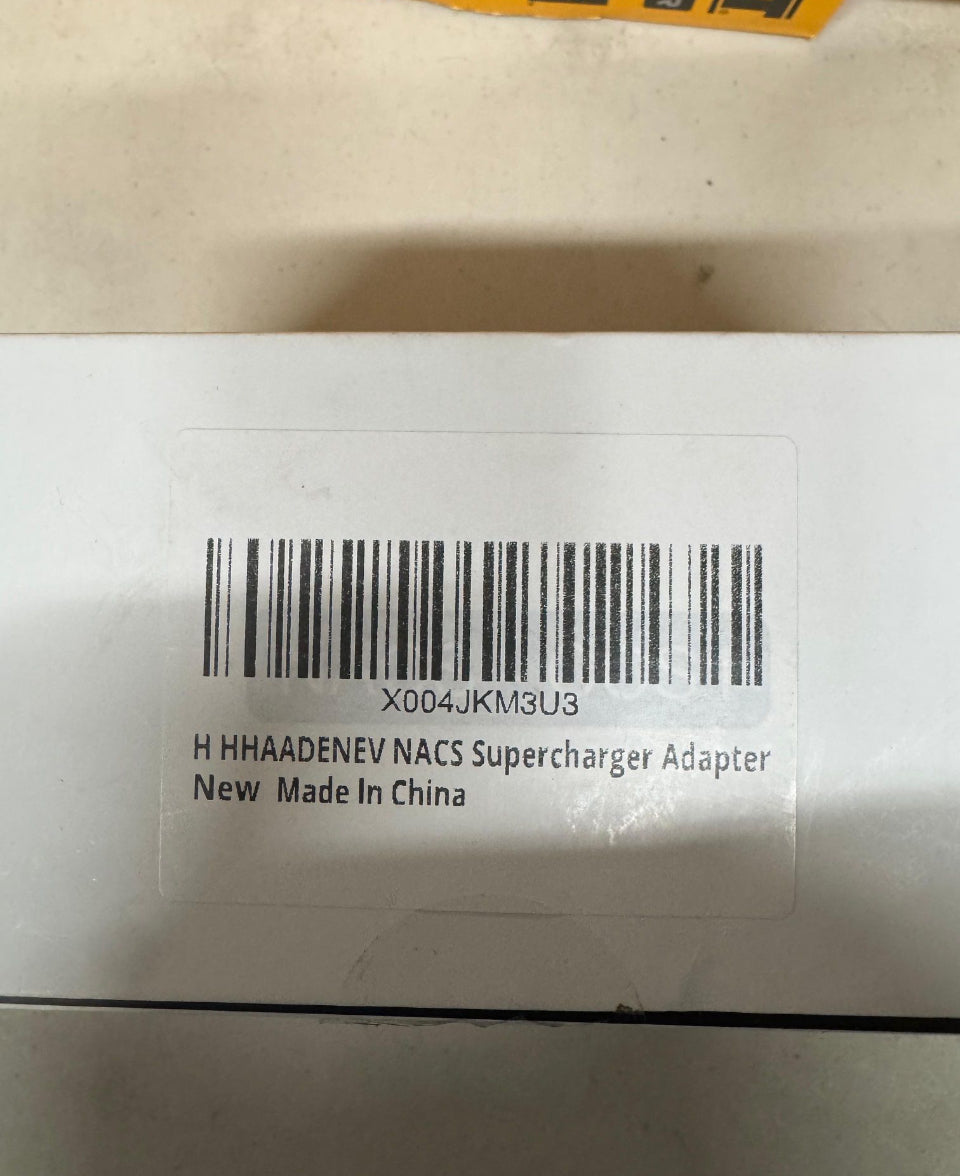 X004JKM3U3
H HHAADENEV NACS Supercharger Adapter
New Made In China